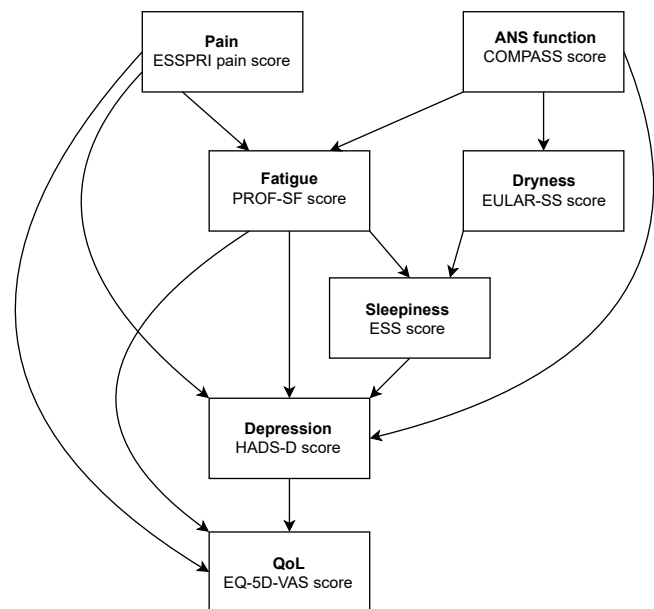 Pain
ESSPRI pain score
ANS function
COMPASS score
Fatigue
PROF-SF score
Dryness
EULAR-SS score
Sleepiness
ESS score
Depression
HADS-D score
QoL
EQ-5D-VAS score